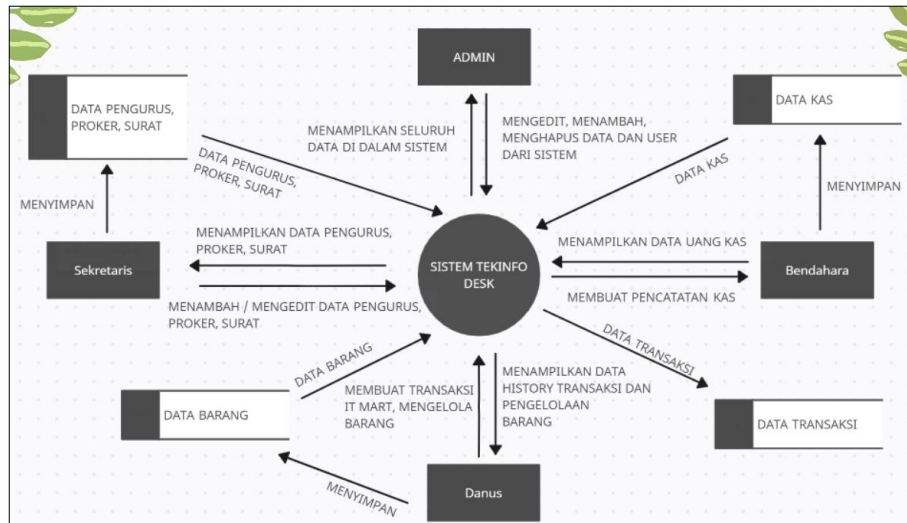 ADMIN
DATA PENGURUS,
PROKER, SURAT
DATA KAS
MENAMPILKAN SELURUH
DATA DI DALAM SISTEM
MENGEDIT, MENAMBAH,
MENGHAPUS DATA DAN USER
DARI SISTEM
DATA PENGURUS,
PROKER, SURAT
DATA KAS
MENYIMPAN
MENYIMPAN
MENAMPILKAN DATA PENGURUS,
PROKER, SURAT
Sekretaris
SISTEM TEKINFO
DESK
MENAMPILKAN DATA UANG KAS
Bendahara
MEMBUAT PENCATATAN KAS
MENAMBAH / MENGEDIT DATA PENGURUS,
PROKER, SURAT
DATA BARANG
DATA TRANSAKSI
MEMBUAT TRANSAKSI
IT MART, MENGELOLA
BARANG
MENAMPILKAN DATA
HISTORY TRANSAKSI DAN
PENGELOLAAN
BARANG
DATA BARANG
DATA TRANSAKSI
MENYIMPAN
Danus